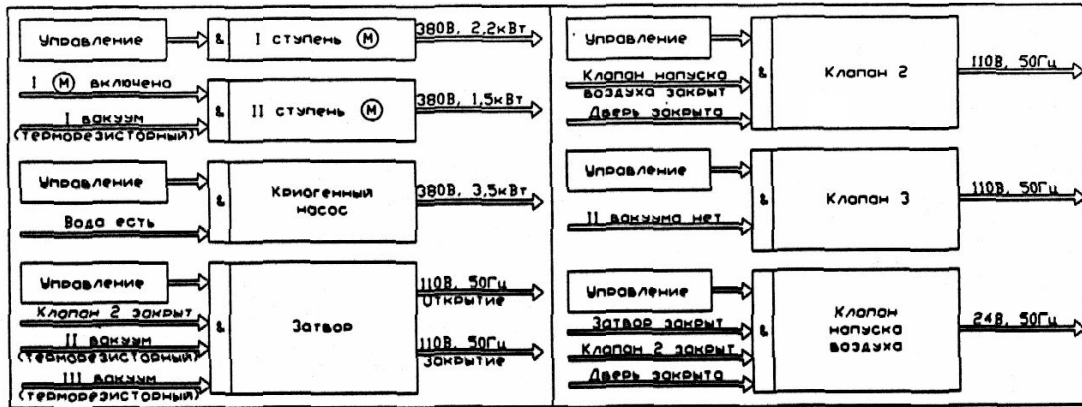 Управление
&
I ступень М
380В, 2,2кВт
I М включено
I вакуум
(терморезисторный)
&
II ступень М
380В, 1,5кВт
Управление
Вода есть
&
Криогенный
насос
380В, 3,5кВт
Управление
Клапан 2 закрыт
II вакуум
(терморезисторный)
III вакуум
(терморезисторный)
&
Затвор
110В, 50Гц
Открытие
110В, 50Гц
Закрытие
Управление
Клапан напуска
воздуха закрыт
Дверь закрыта
&
Клапан 2
110В, 50Гц
Управление
II вакуума нет
&
Клапан 3
110В, 50Гц
Управление
Затвор закрыт
Клапан 2 закрыт
Дверь закрыта
&
Клапан
напуска
воздуха
24В, 50Гц